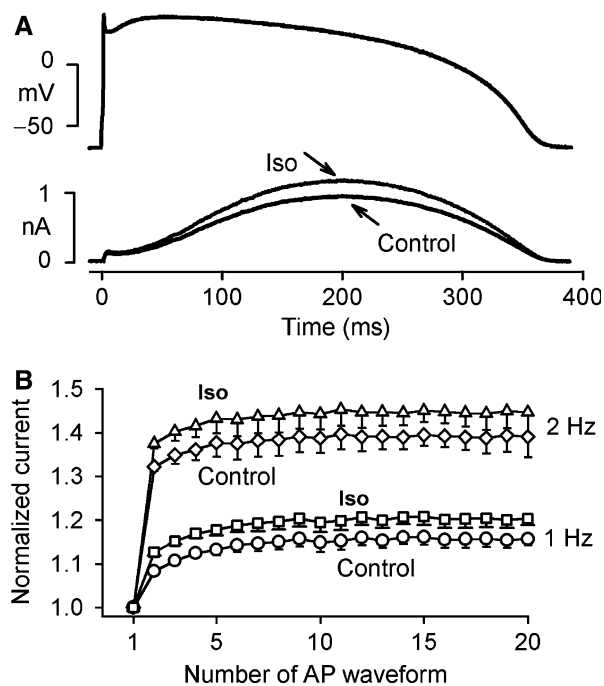 A
0
mV
−50
Iso
1
nA
0
Control
0
100
200
300
400
Time (ms)
B
Normalized current
1.5
1.4
1.3
1.2
1.1
1.0
Iso
2 Hz
Control
Iso
1 Hz
Control
1
5
10
15
20
Number of AP waveform